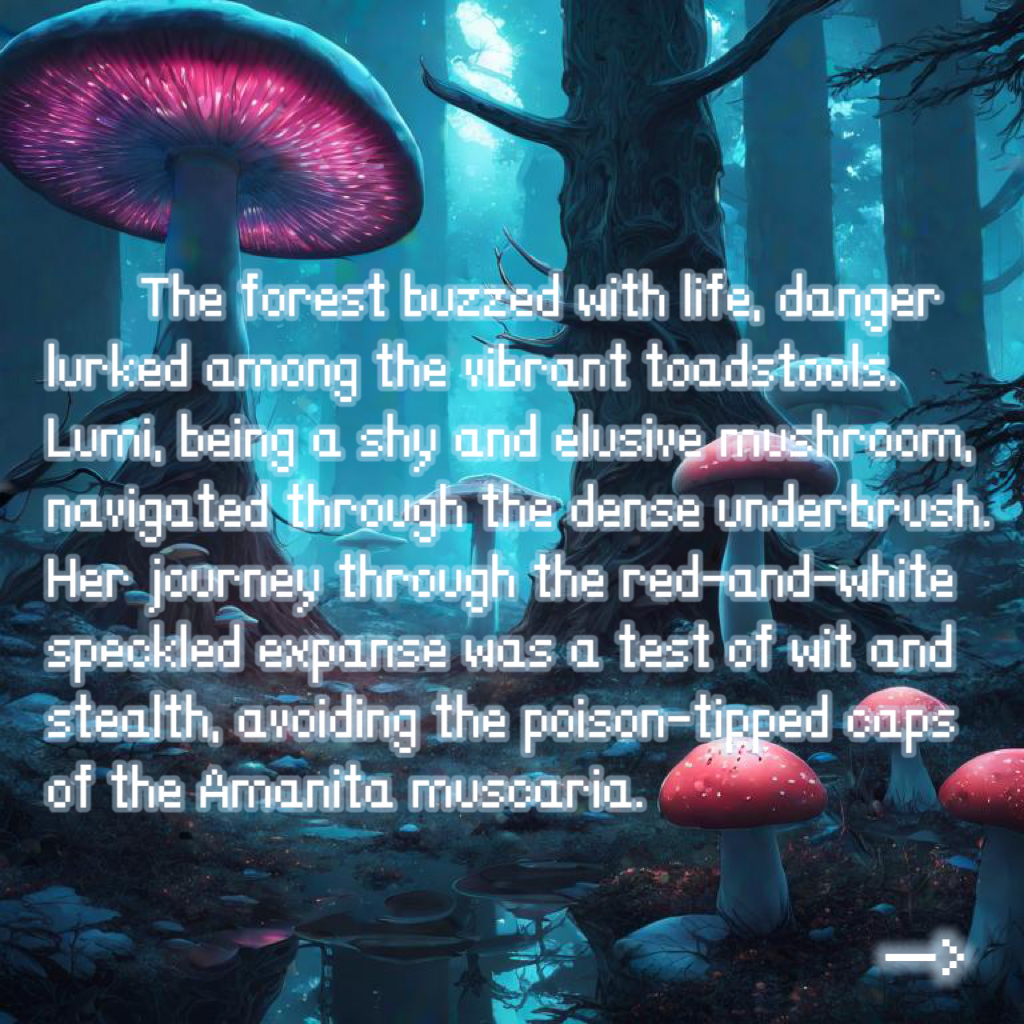 The forest buzzed with life, danger
lurked among the vibrant toadstools.
Lumi, being a shy and elusive mushroom,
navigated through the dense underbrush.
Her journey through the red-and-white
speckled expanse was a test of wit and
stealth, avoiding the poison-tipped caps
of the Amanita muscaria.